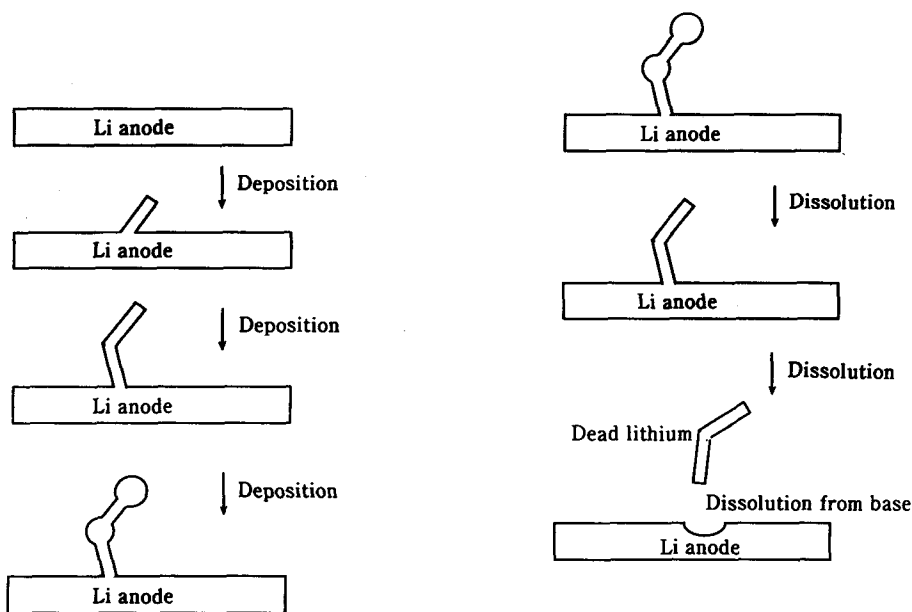 Li anode
Deposition
Li anode
Deposition
Li anode
Deposition
Li anode
Li anode
Dissolution
Li anode
Dissolution
Dead lithium
Dissolution from base
Li anode